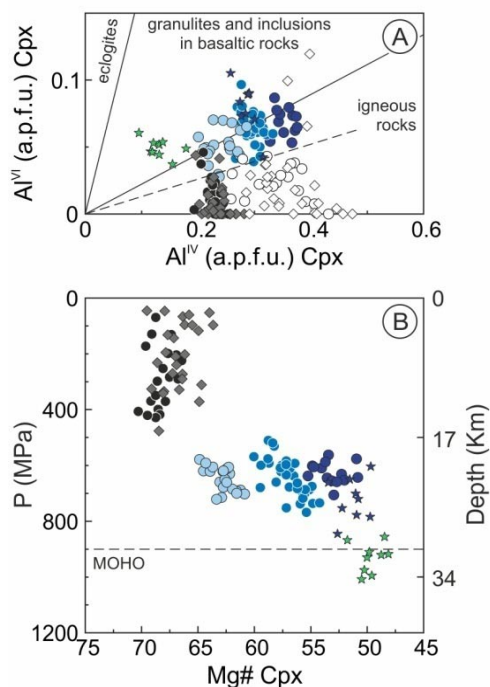 granulites and inclusions
in basaltic rocks
A
eclogites
igneous
rocks
0.1
0
Al^VI (a.p.f.u.) Cpx
0.2
0.4
0.6
Al^IV (a.p.f.u.) Cpx
B
0
400
800
1200
P (MPa)
0
17
34
Depth (Km)
MOHO
75
70
65
60
55
50
45
Mg# Cpx